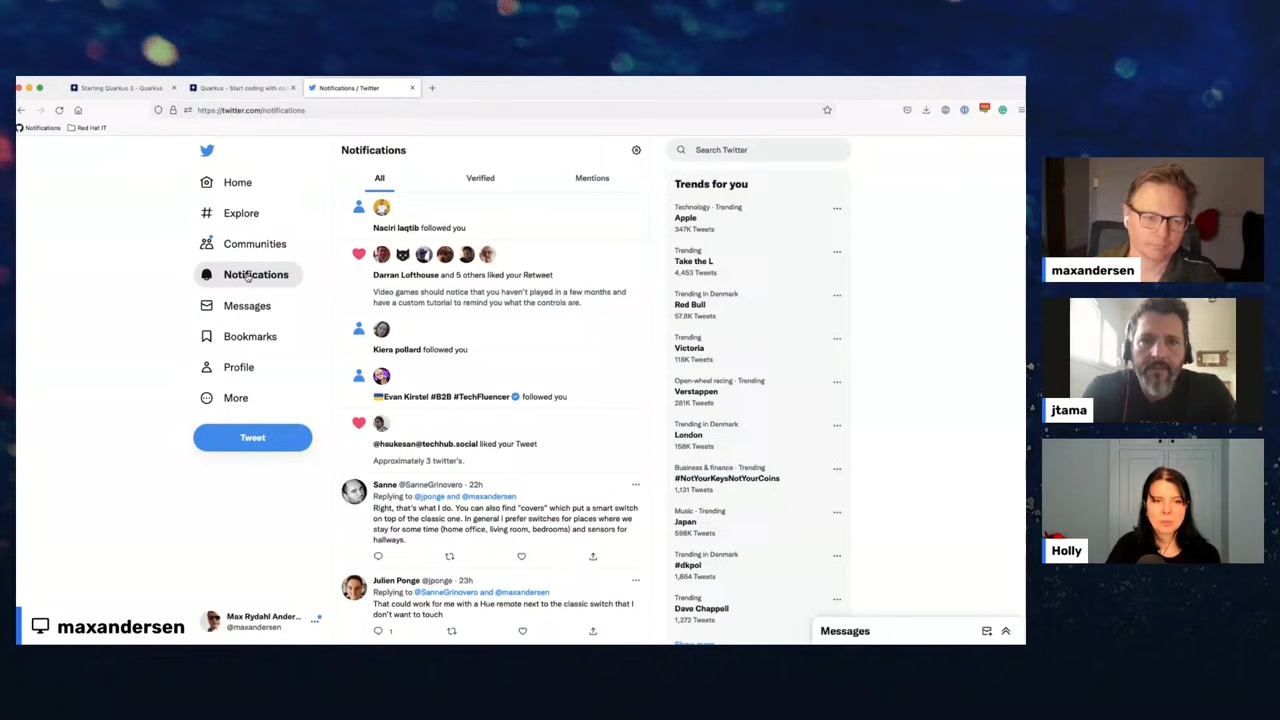 Starting Quarkus 3 - Quarkus
Quarkus - Start coding with co
Notifications / Twitter
https://twitter.com/notifications
Notifications
Red Hat IT
Home
Explore
Communities
Notifications
Messages
Bookmarks
Profile
More
Tweet
Max Rydahl Ander...
@maxandersen
Notifications
All
Verified
Mentions
Naciri laqtib followed you
Darran Lofthouse and 5 others liked your Retweet
Video games should notice that you haven't played in a few months and
have a custom tutorial to remind you what the controls are.
Kiera pollard followed you
Evan Kirstel #B2B #TechFluencer followed you
@hsukesan@techhub.social liked your Tweet
Approximately 3 twitter's.
Sanne @SanneGrinovero · 22h
Replying to @jponge and @maxandersen
Right, that's what I do. You can also find "covers" which put a smart switch
on top of the classic one. In general I prefer switches for places where we
stay for some time (home office, living room, bedrooms) and sensors for
hallways.
Julien Ponge @jponge · 23h
Replying to @SanneGrinovero and @maxandersen
That could work for me with a Hue remote next to the classic switch that I
don't want to touch
1
Search Twitter
Trends for you
Technology · Trending
Apple
347K Tweets
Trending
Take the L
4,453 Tweets
Trending in Denmark
Red Bull
57.8K Tweets
Trending
Victoria
118K Tweets
Open-wheel racing · Trending
Verstappen
281K Tweets
Trending in Denmark
London
158K Tweets
Business & finance · Trending
#NotYourKeysNotYourCoins
1,131 Tweets
Music · Trending
Japan
598K Tweets
Trending in Denmark
#dkpol
1,864 Tweets
Trending
Dave Chappell
1,272 Tweets
Show more
Messages
maxandersen
maxandersen
jtama
Holly